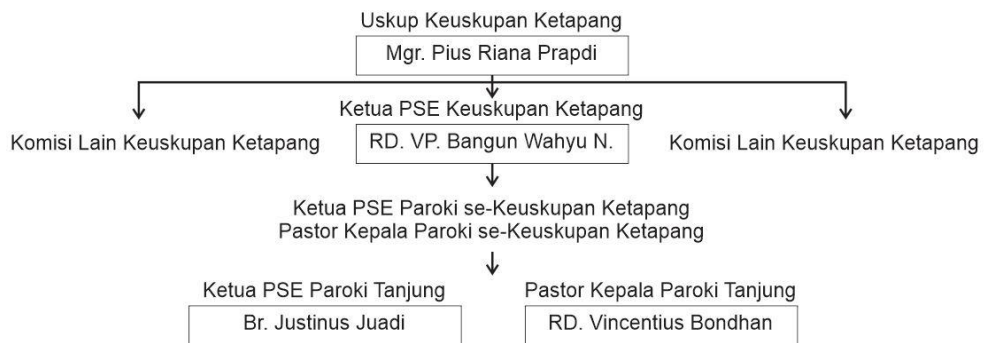 Uskup Keuskupan Ketapang
Mgr. Pius Riana Prapdi
Ketua PSE Keuskupan Ketapang
Komisi Lain Keuskupan Ketapang
RD. VP. Bangun Wahyu N.
Komisi Lain Keuskupan Ketapang
Ketua PSE Paroki se-Keuskupan Ketapang
Pastor Kepala Paroki se-Keuskupan Ketapang
Ketua PSE Paroki Tanjung
Pastor Kepala Paroki Tanjung
Br. Justinus Juadi
RD. Vincentius Bondhan